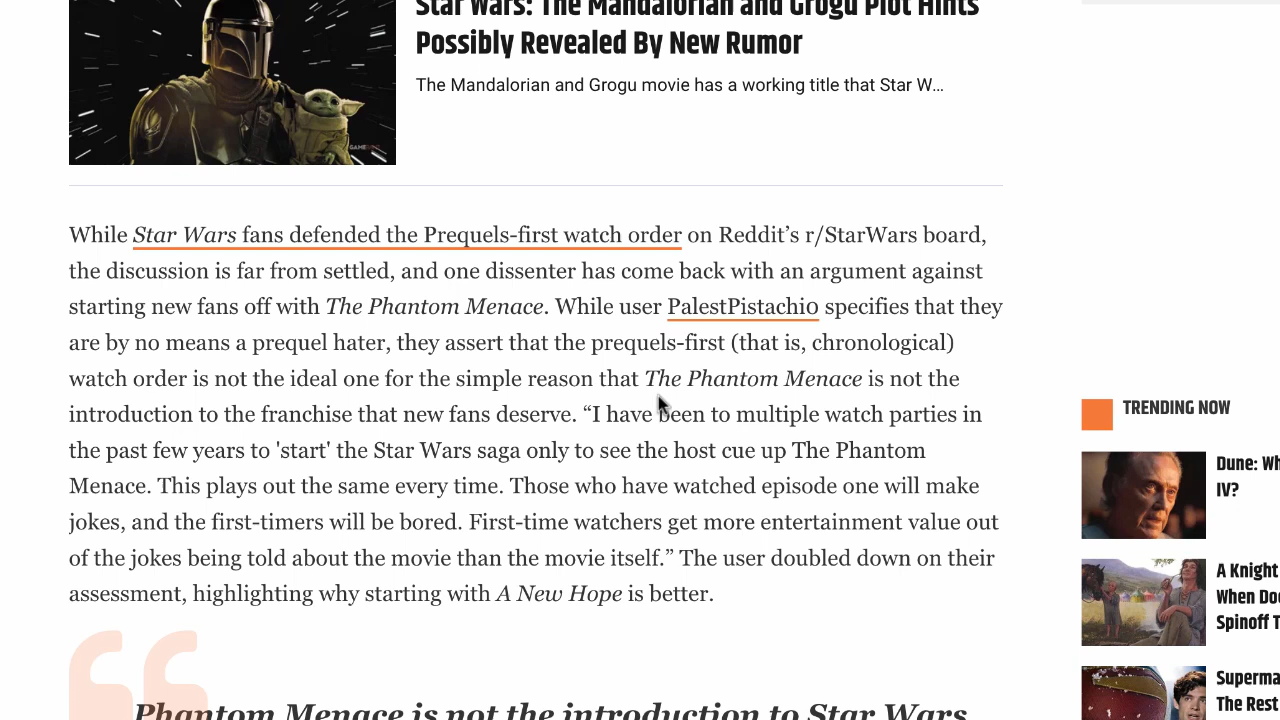 Star Wars: The Mandalorian and Grogu Plot Hints
Possibly Revealed By New Rumor
The Mandalorian and Grogu movie has a working title that Star W...
While Star Wars fans defended the Prequels-first watch order on Reddit’s r/StarWars board,
the discussion is far from settled, and one dissenter has come back with an argument against
starting new fans off with The Phantom Menace. While user PalestPistachio specifies that they
are by no means a prequel hater, they assert that the prequels-first (that is, chronological)
watch order is not the ideal one for the simple reason that The Phantom Menace is not the
introduction to the franchise that new fans deserve. “I have been to multiple watch parties in
the past few years to 'start' the Star Wars saga only to see the host cue up The Phantom
Menace. This plays out the same every time. Those who have watched episode one will make
jokes, and the first-timers will be bored. First-time watchers get more entertainment value out
of the jokes being told about the movie than the movie itself.” The user doubled down on their
assessment, highlighting why starting with A New Hope is better.
Phantom Menace is not the introduction to Star Wars
TRENDING NOW
Dune: Wh
IV?
A Knight
When Do
Spinoff T
Superma
The Rest